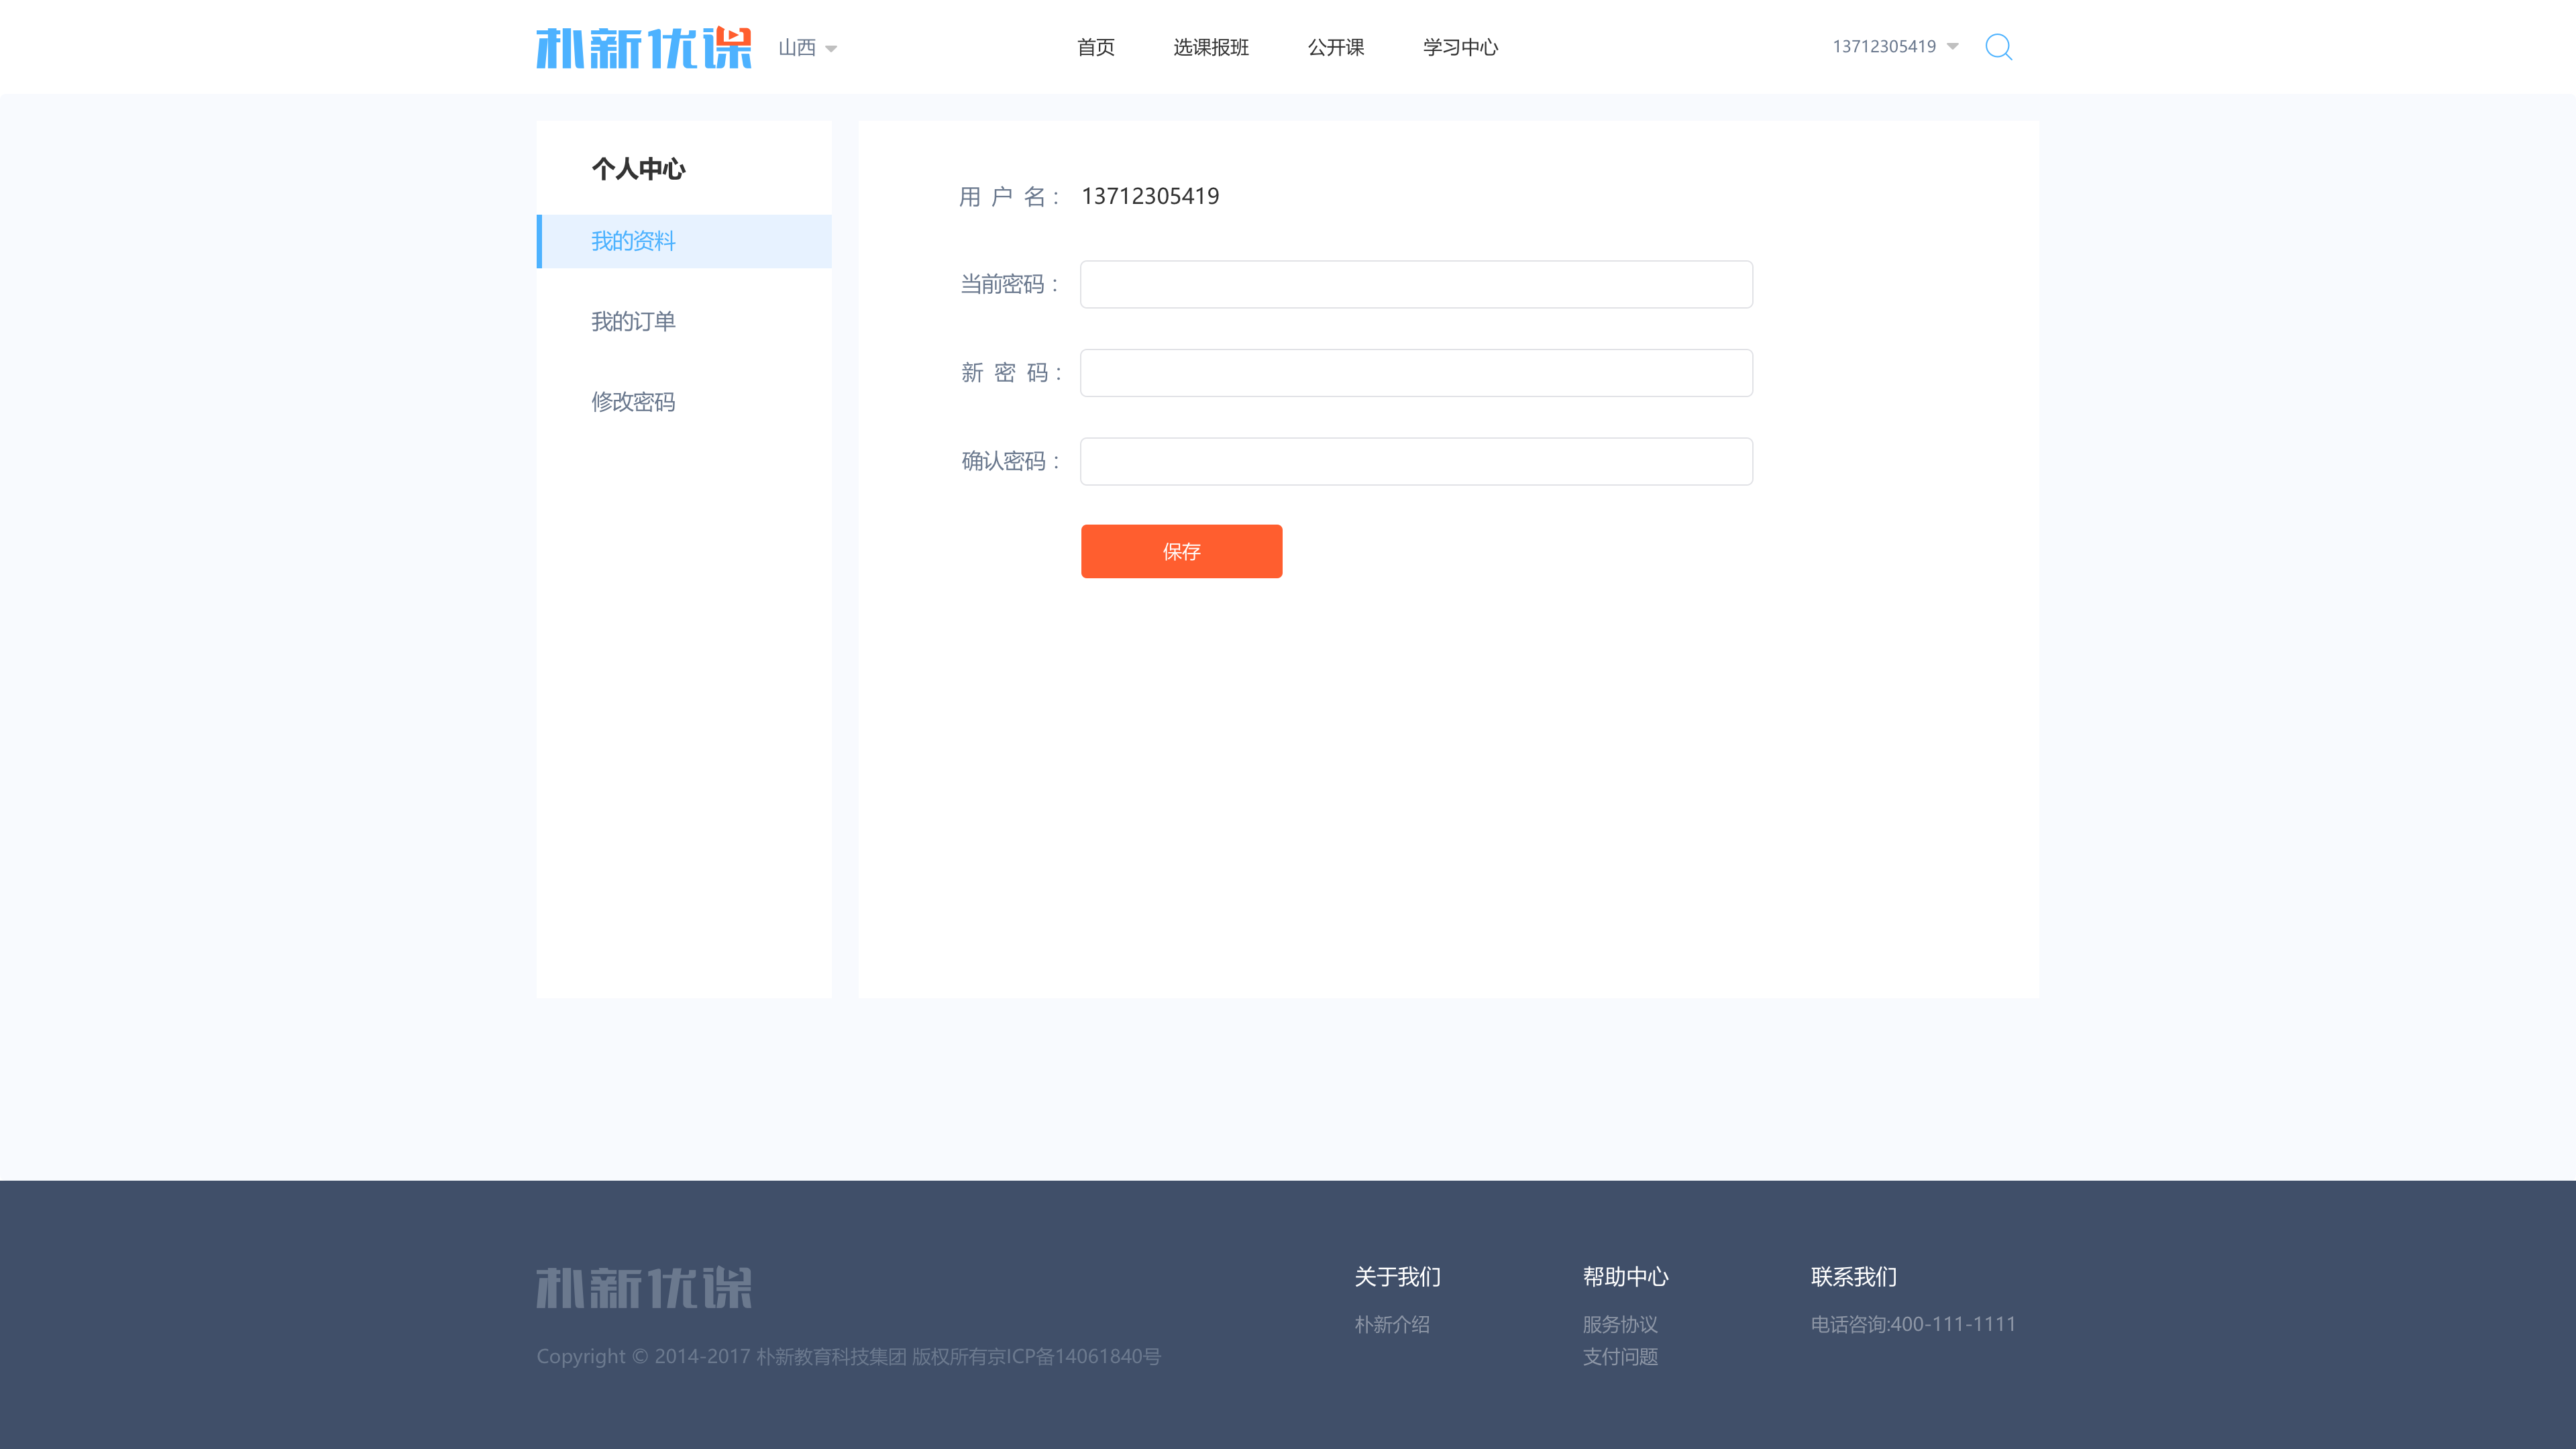 朴新优课
山西
首页
选课报班
公开课
学习中心
13712305419
个人中心
我的资料
我的订单
修改密码
用 户 名： 13712305419
当前密码：
新 密 码：
确认密码：
保存
朴新优课
Copyright © 2014-2017 朴新教育科技集团 版权所有京ICP备14061840号
关于我们
朴新介绍
帮助中心
服务协议
支付问题
联系我们
电话咨询:400-111-1111